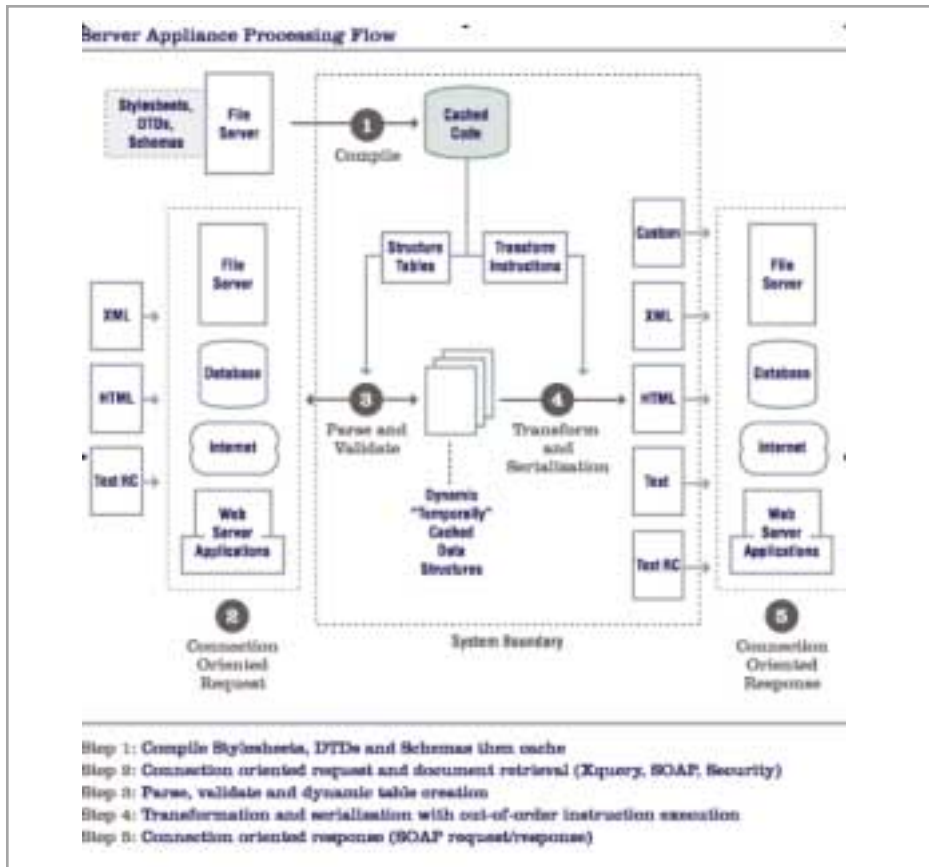 Server Appliance Processing Flow
Stylesheets,
DTDs,
Schemas
File
Server
1
Compile
Cached
Code
Structure
Tables
Transform
Instructions
XML
HTML
Text RC
File
Server
Database
Internet
Web
Server
Applications
2
Connection
Oriented
Request
3
Parse and
Validate
Dynamic
"Temporally"
Cached
Data
Structures
4
Transform
and
Serialisation
Custom
XML
HTML
Text
Text RC
System Boundary
File
Server
Database
Internet
Web
Server
Applications
5
Connection
Oriented
Response
Step 1: Compile Stylesheets, DTDs and Schemas then cache
Step 2: Connection oriented request and document retrieval (Xquery, SOAP, Security)
Step 3: Parse, validate and dynamic table creation
Step 4: Transformation and serialisation with out-of-order instruction execution
Step 5: Connection oriented response (SOAP request/response)